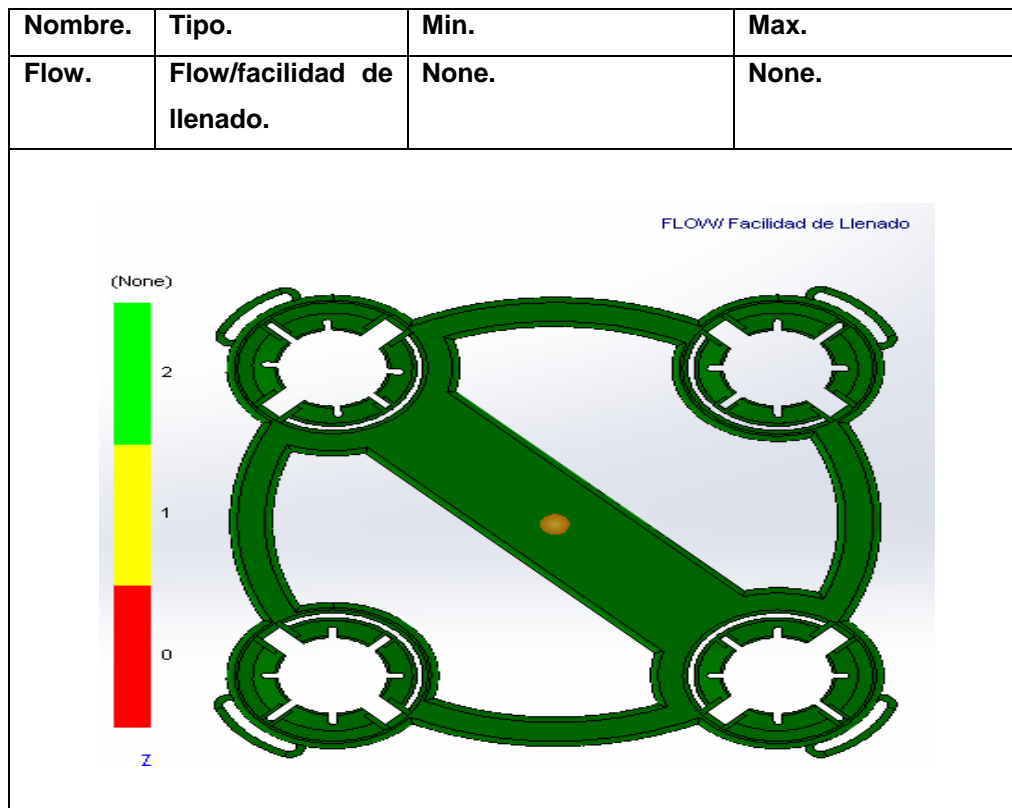 Nombre. Tipo. Min. Max.
Flow. Flow/facilidad de None. None.
llenado.
FLOW/ Facilidad de Llenado
(None)
2
1
0
Z